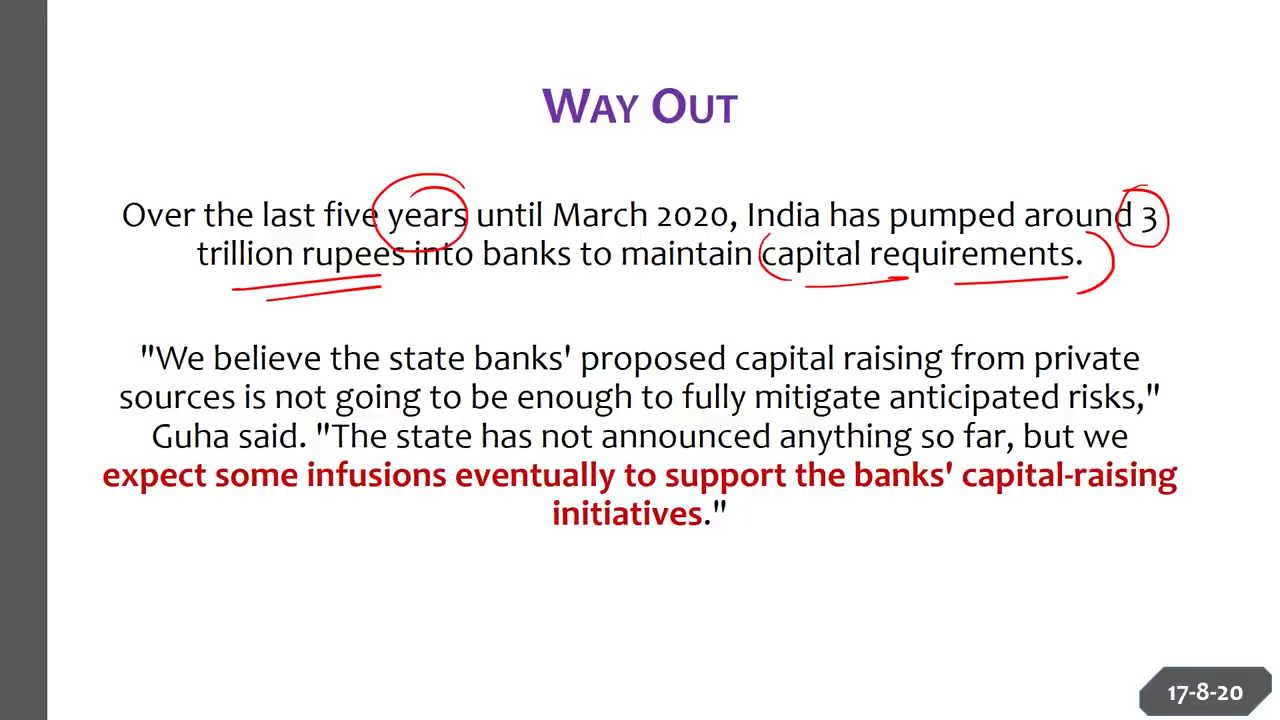 WAY OUT
Over the last five years until March 2020, India has pumped around 3
trillion rupees into banks to maintain capital requirements.
"We believe the state banks' proposed capital raising from private
sources is not going to be enough to fully mitigate anticipated risks,"
Guha said. "The state has not announced anything so far, but we
expect some infusions eventually to support the banks' capital-raising
initiatives."
17-8-20